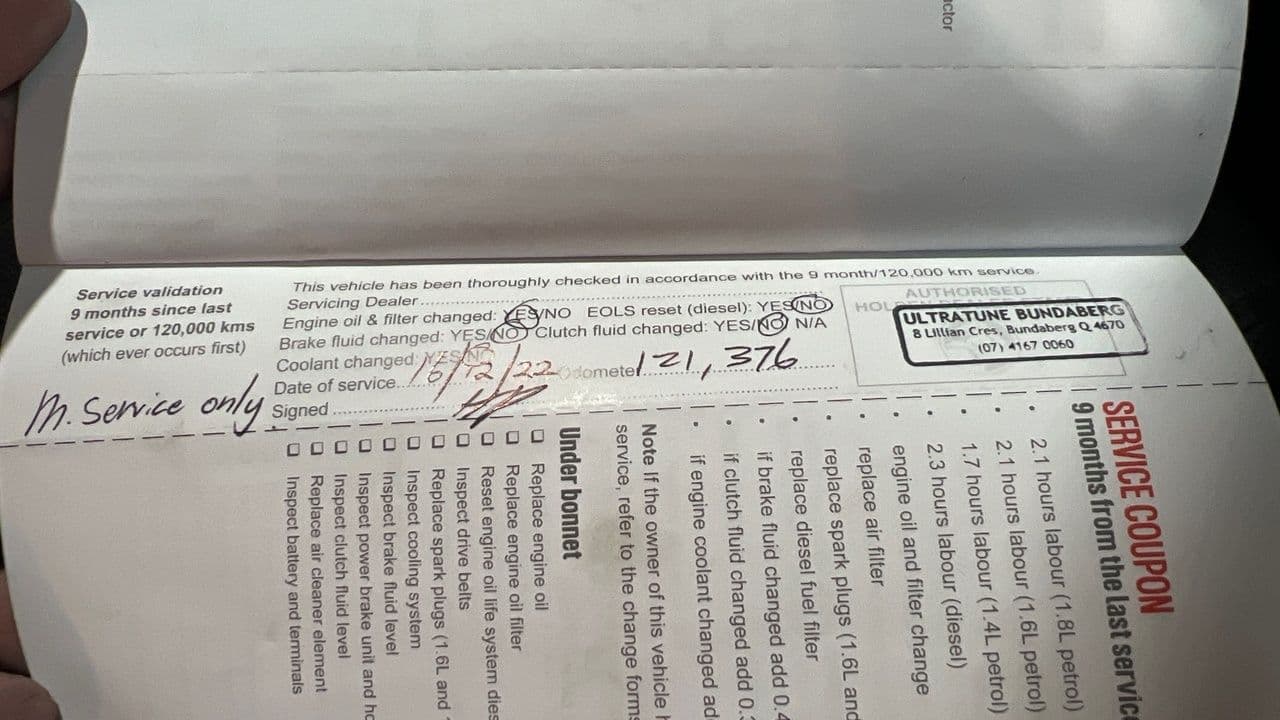 actor
Service validation
9 months since last
service or 120,000 kms
(which ever occurs first)
M. Service only
This vehicle has been thoroughly checked in accordance with the 9 month/120,000 km service.
Servicing Dealer
Engine oil & filter changed: YES/NO EOLS reset (diesel): YES/NO
Brake fluid changed: YES/NO Clutch fluid changed: YES/NO N/A
Coolant changed: YES/NO
Date of service 6/12/22 Odometer 121,376
Signed
AUTHORISED
ULTRATUNE BUNDABERG
8 Lillian Cres, Bundaberg Q 4670
(07) 4167 0060
SERVICE COUPON
9 months from the last servic
• 2.1 hours labour (1.8L petrol)
• 2.1 hours labour (1.6L petrol)
• 1.7 hours labour (1.4L petrol)
• 2.3 hours labour (diesel)
• engine oil and filter change
• replace air filter
• replace spark plugs (1.6L and
• replace diesel fuel filter
• if brake fluid changed add 0.4
• if clutch fluid changed add 0.
• if engine coolant changed ad
Note If the owner of this vehicle h
service, refer to the change forms
Under bonnet
☐ Replace engine oil
☐ Replace engine oil filter
☐ Reset engine oil life system dies
☐ Inspect drive belts
☐ Replace spark plugs (1.6L and
☐ Inspect cooling system
☐ Inspect brake fluid level
☐ Inspect power brake unit and ho
☐ Inspect clutch fluid level
☐ Replace air cleaner element
☐ Inspect battery and terminals